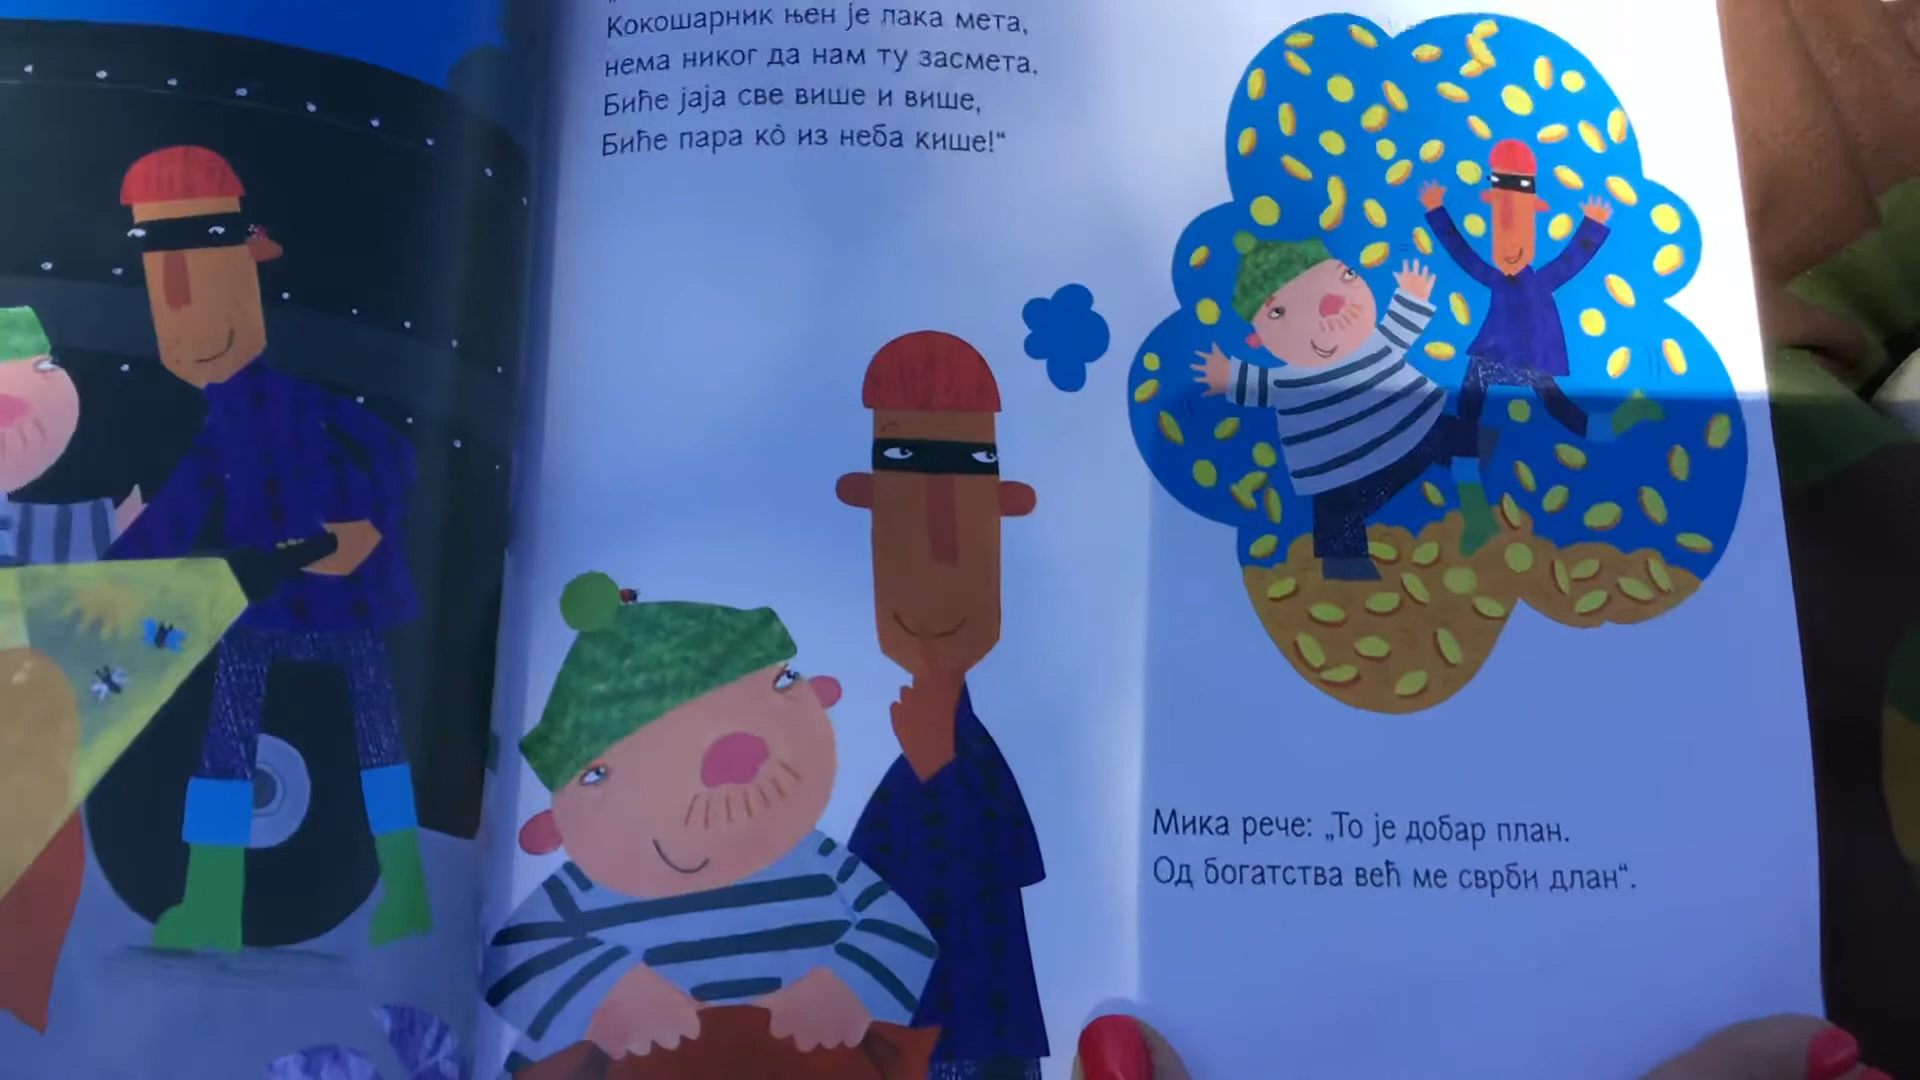 Кокошарник њен је лака мета,
нема никог да нам ту засмета.
Биће јаја све више и више,
Биће пара кô из неба кише!“
Мика рече: „То је добар план.
Од богатства већ ме сврби длан“.